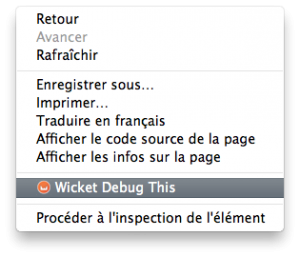 Retour
Avancer
Rafraîchir
Enregistrer sous...
Imprimer...
Traduire en français
Afficher le code source de la page
Afficher les infos sur la page
Wicket Debug This
Procéder à l'inspection de l'élément